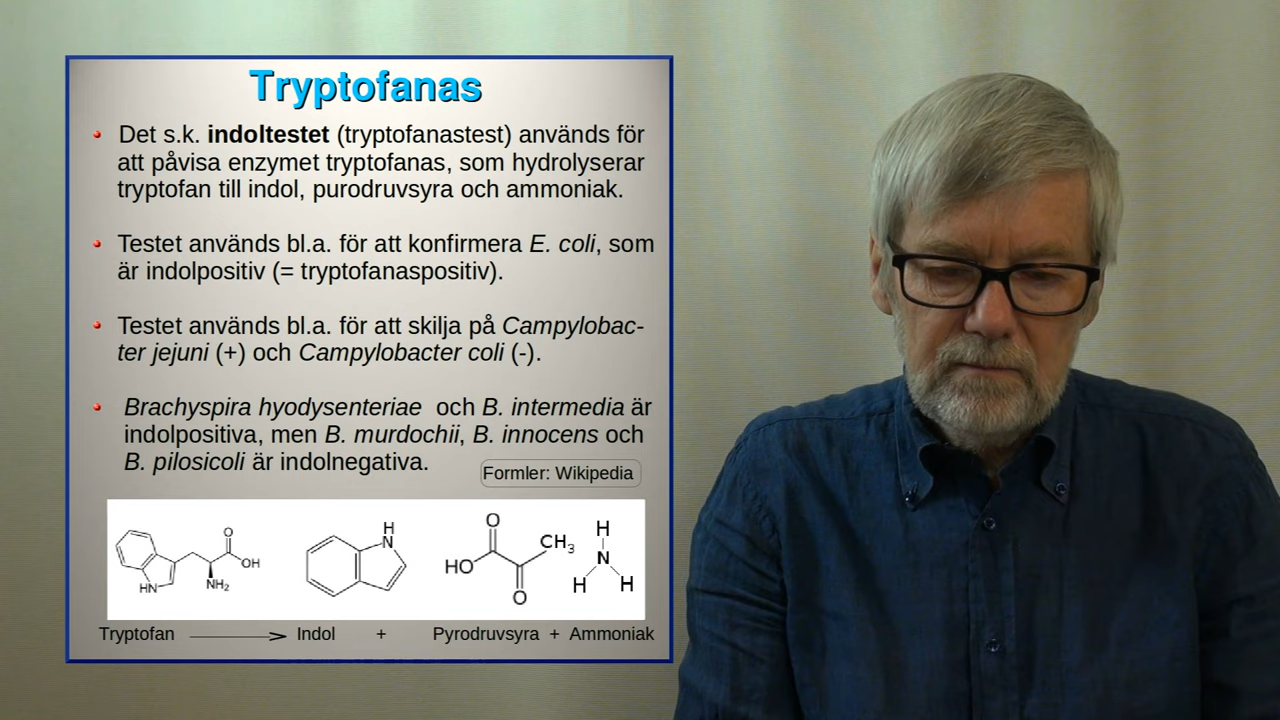 Tryptofanas
Det s.k. indoltestet (tryptofanastest) används för
att påvisa enzymet tryptofanas, som hydrolyserar
tryptofan till indol, purodruvsyra och ammoniak.
Testet används bl.a. för att konfirmera E. coli, som
är indolpositiv (= tryptofanaspositiv).
Testet används bl.a. för att skilja på Campylobac-
ter jejuni (+) och Campylobacter coli (-).
Brachyspira hyodysenteriae och B. intermedia är
indolpositiva, men B. murdochii, B. innocens och
B. pilosicoli är indolnegativa.
Formler: Wikipedia
O
OH
NH2
HN
H
N
O
CH3
HO
O
H
N
H H
Tryptofan Indol + Pyrodruvsyra + Ammoniak